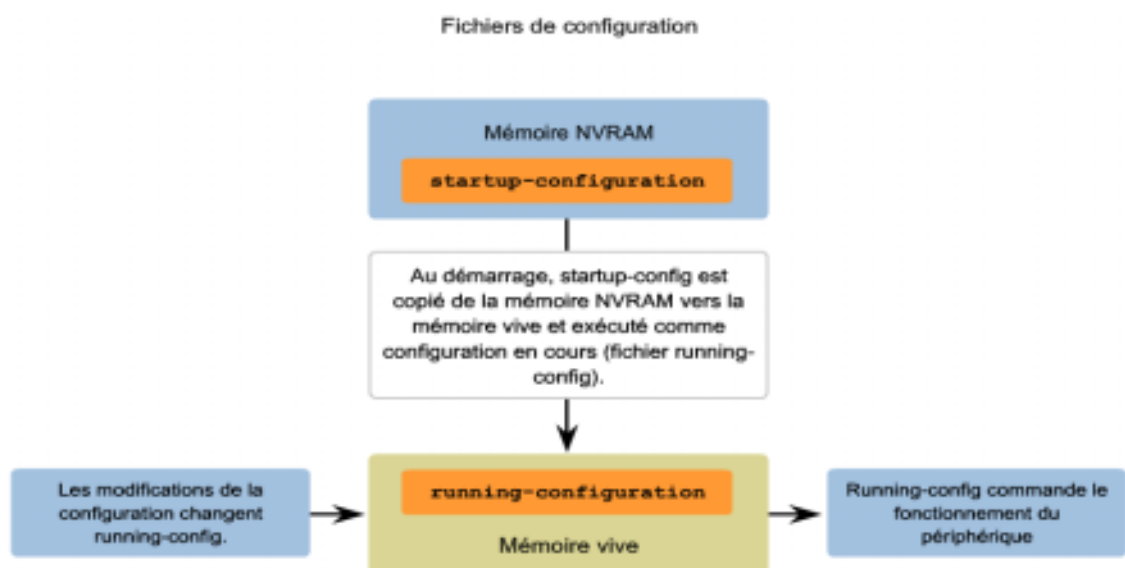 Fichiers de configuration
Mémoire NVRAM
startup-configuration
Au démarrage, startup-config est
copié de la mémoire NVRAM vers la
mémoire vive et exécuté comme
configuration en cours (fichier running-
config).
Les modifications de la
configuration changent
running-config.
running-configuration
Mémoire vive
Running-config commande le
fonctionnement du
périphérique